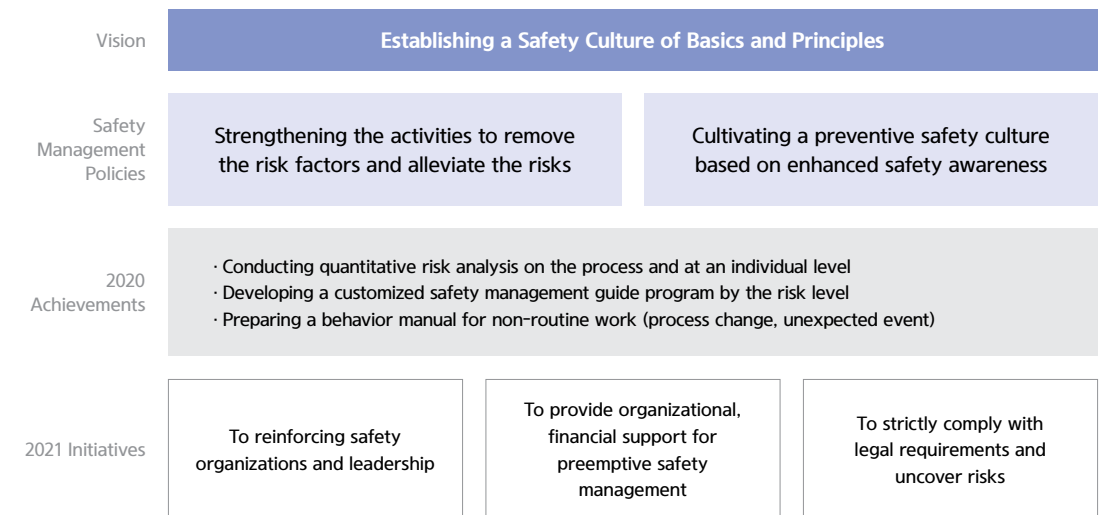 Vision
Establishing a Safety Culture of Basics and Principles
Safety
Management
Policies
Strengthening the activities to remove
the risk factors and alleviate the risks
Cultivating a preventive safety culture
based on enhanced safety awareness
2020
Achievements
· Conducting quantitative risk analysis on the process and at an individual level
· Developing a customized safety management guide program by the risk level
· Preparing a behavior manual for non-routine work (process change, unexpected event)
2021 Initiatives
To reinforcing safety
organizations and leadership
To provide organizational,
financial support for
preemptive safety
management
To strictly comply with
legal requirements and
uncover risks